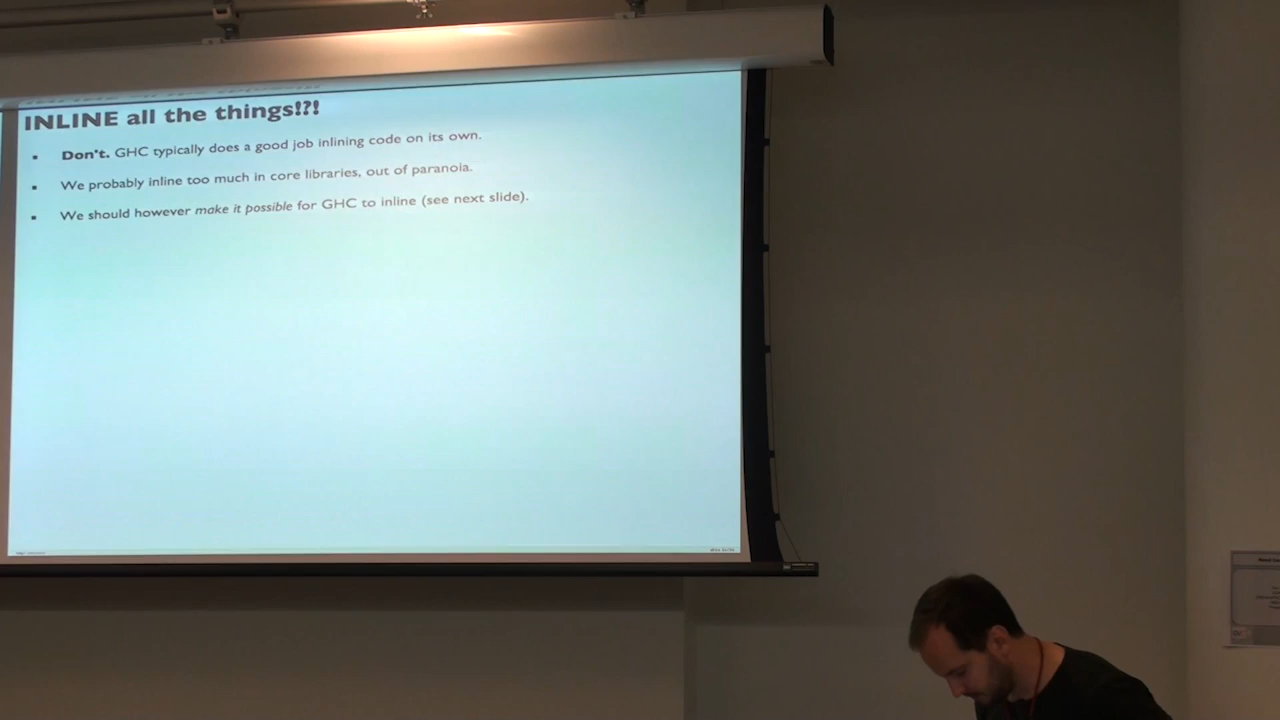 INLINE all the things!?!
▪ Don't. GHC typically does a good job inlining code on its own.
▪ We probably inline too much in core libraries, out of paranoia.
▪ We should however make it possible for GHC to inline (see next slide).